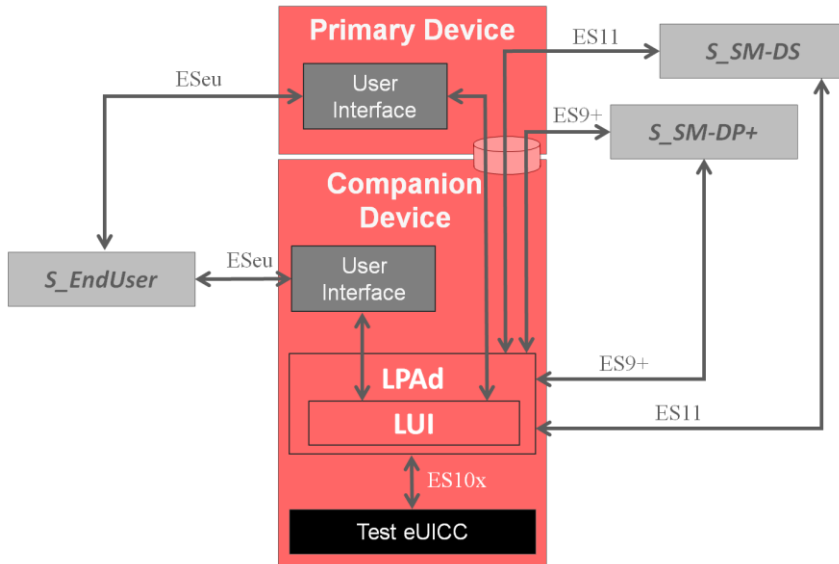 Primary Device
ES11
S_SM-DS
ESeu
User
Interface
ES9+
S_SM-DP+
Companion
Device
S_EndUser
ESeu
User
Interface
LPAd
ES9+
LUI
ES11
ES10x
Test eUICC